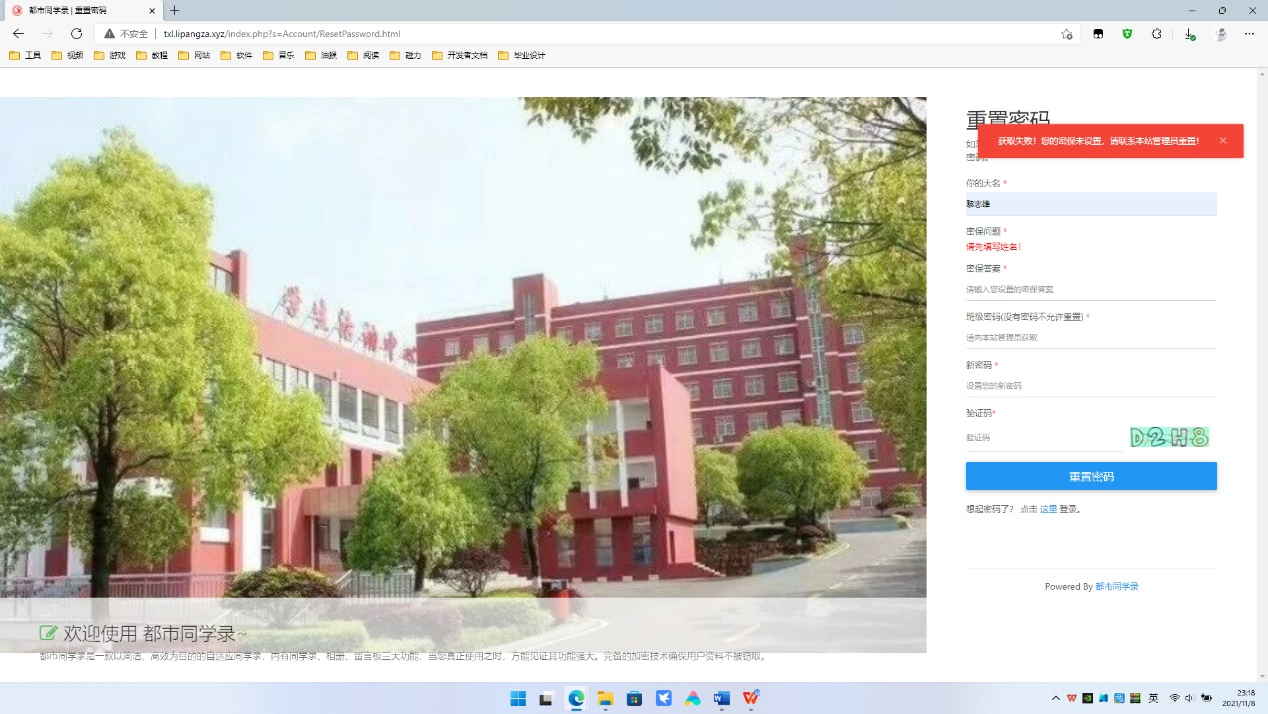 都市同学录 | 重置密码
不安全
txl.lipangza.xyz/index.php?s=Account/ResetPassword.html
工具 视频 游戏 教程 网站 软件 音乐 油猴 阅读 磁力 开发者文档 毕业设计
重置密码
获取失败！您的密保未设置，请联系本站管理员重置！
如
密码。
你的大名 *
黎志雄
密保问题 *
请先填写姓名！
密保答案 *
请输入您设置的密保答案
班级密码(没有密码不允许重置) *
请向本站管理员获取
新密码 *
设置您的新密码
验证码*
验证码
D2H8
重置密码
想起密码了？ 点击 这里 登录。
Powered By 都市同学录
学生活动中心
欢迎使用 都市同学录~
都市同学录是一款以简洁、高效为目的的自适应同学录，内有同学录、相册、留言板三大功能，当您真正使用之时，方能见证其功能强大。完备的加密技术确保用户资料不被窃取。
英
23:18
2021/11/8